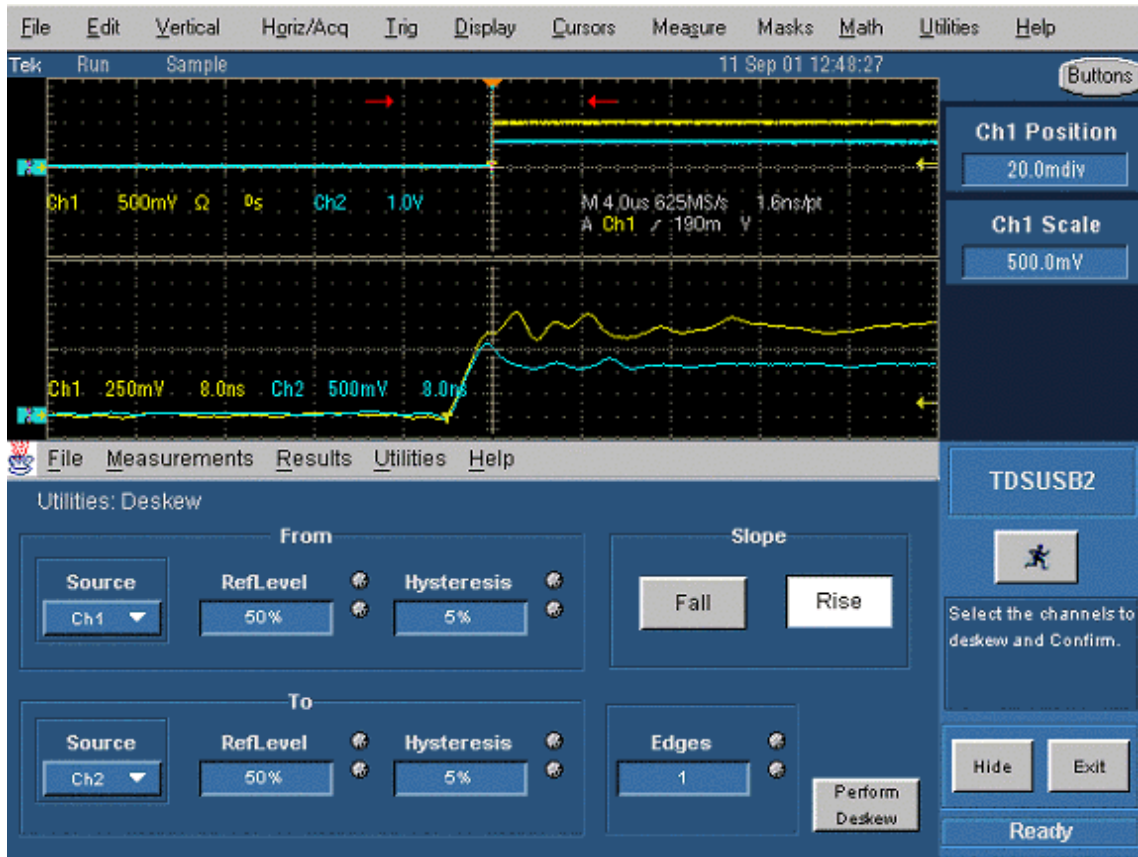 File Edit Vertical Horiz/Acq Trig Display Cursors Measure Masks Math Utilities Help
Tek Run Sample 11 Sep 01 12:48:27
Buttons
Ch1 Position
20.0mdiv
Ch1 500mV Ω 0s Ch2 1.0V M 4.0us 625MS/s 1.6ns/pt
A Ch1 190m V
Ch1 Scale
500.0mV
Ch1 250mV 8.0ns Ch2 500mV 8.0ns
File Measurements Results Utilities Help
TDSUSB2
Utilities: Deskew
From
Source RefLevel Hysteresis
Ch1 50% 5%
Slope
Fall Rise
Select the channels to
deskew and Confirm.
To
Source RefLevel Hysteresis
Ch2 50% 5%
Edges
1
Perform
Deskew
Hide Exit
Ready